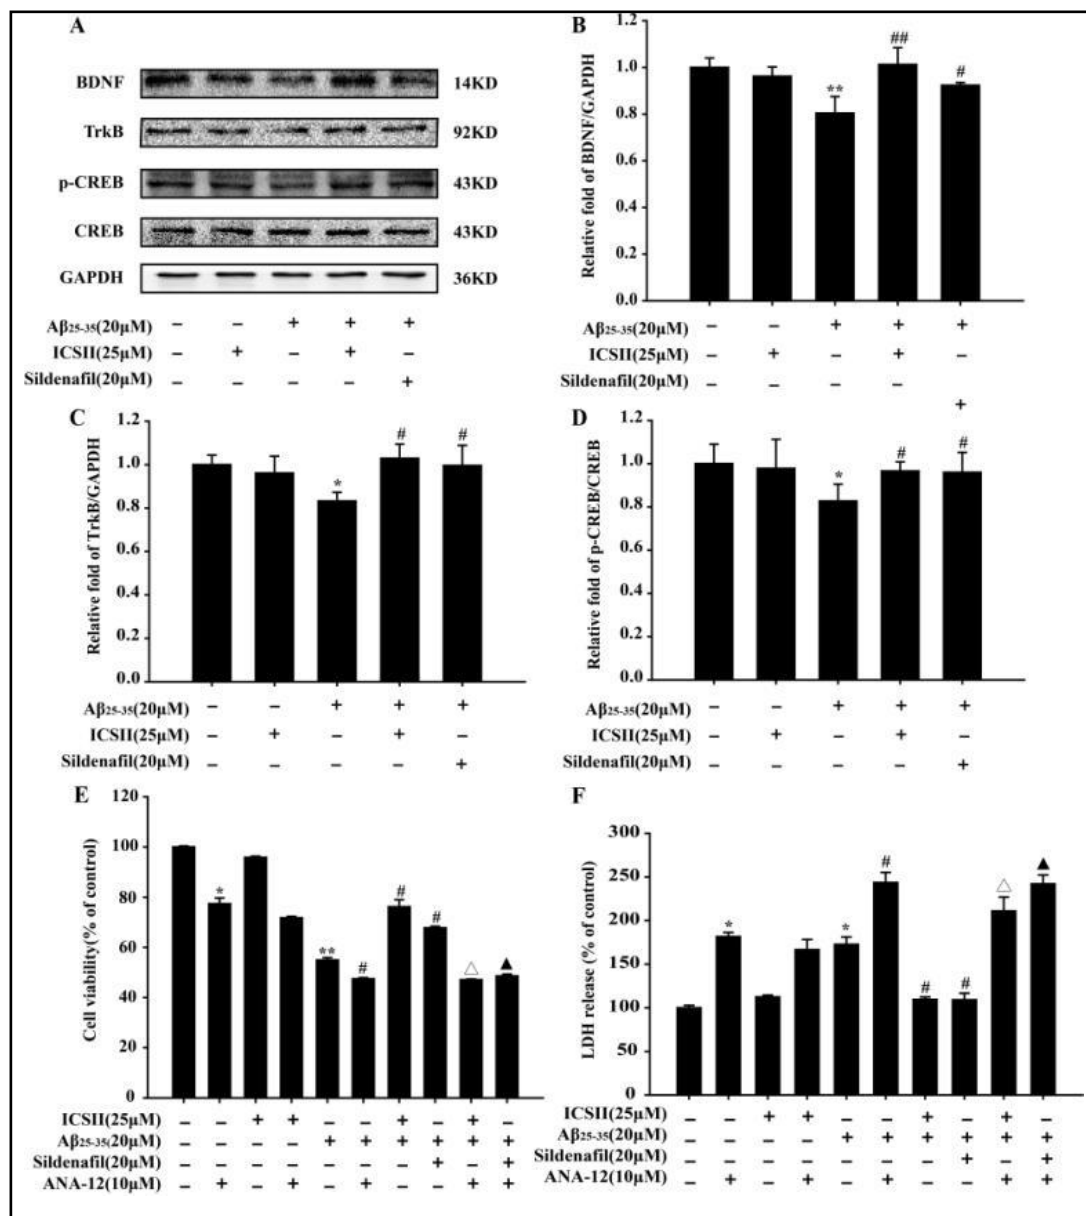 A
BDNF 14KD
TrkB 92KD
p-CREB 43KD
CREB 43KD
GAPDH 36KD
Aβ25-35(20μM) – – + + +
ICSII(25μM) – + – + –
Sildenafil(20μM) – – – – +
B
Relative fold of BDNF/GAPDH
1.2
1.0
0.8
0.6
0.4
0.2
0.0
** ## #
Aβ25-35(20μM) – – + + +
ICSII(25μM) – + – + –
Sildenafil(20μM) – – – – +
C
Relative fold of TrkB/GAPDH
1.2
1.0
0.8
0.6
0.4
0.2
0.0
* # #
Aβ25-35(20μM) – – + + +
ICSII(25μM) – + – + –
Sildenafil(20μM) – – – – +
D
Relative fold of p-CREB/CREB
1.2
1.0
0.8
0.6
0.4
0.2
0.0
* # #
Aβ25-35(20μM) – – + + +
ICSII(25μM) – + – + –
Sildenafil(20μM) – – – – +
E
Cell viability(% of control)
120
100
80
60
40
20
0
* ** # # # △ ▲
ICSII(25μM) – – + + – – + – + –
Aβ25-35(20μM) – – – – + + + + + +
Sildenafil(20μM) – – – – – – – + – +
ANA-12(10μM) – + – + – + – – + +
F
LDH release (% of control)
300
250
200
150
100
50
0
* * # # # △ ▲
ICSII(25μM) – – + + – – + – + –
Aβ25-35(20μM) – – – – + + + + + +
Sildenafil(20μM) – – – – – – – + – +
ANA-12(10μM) – + – + – + – – + +